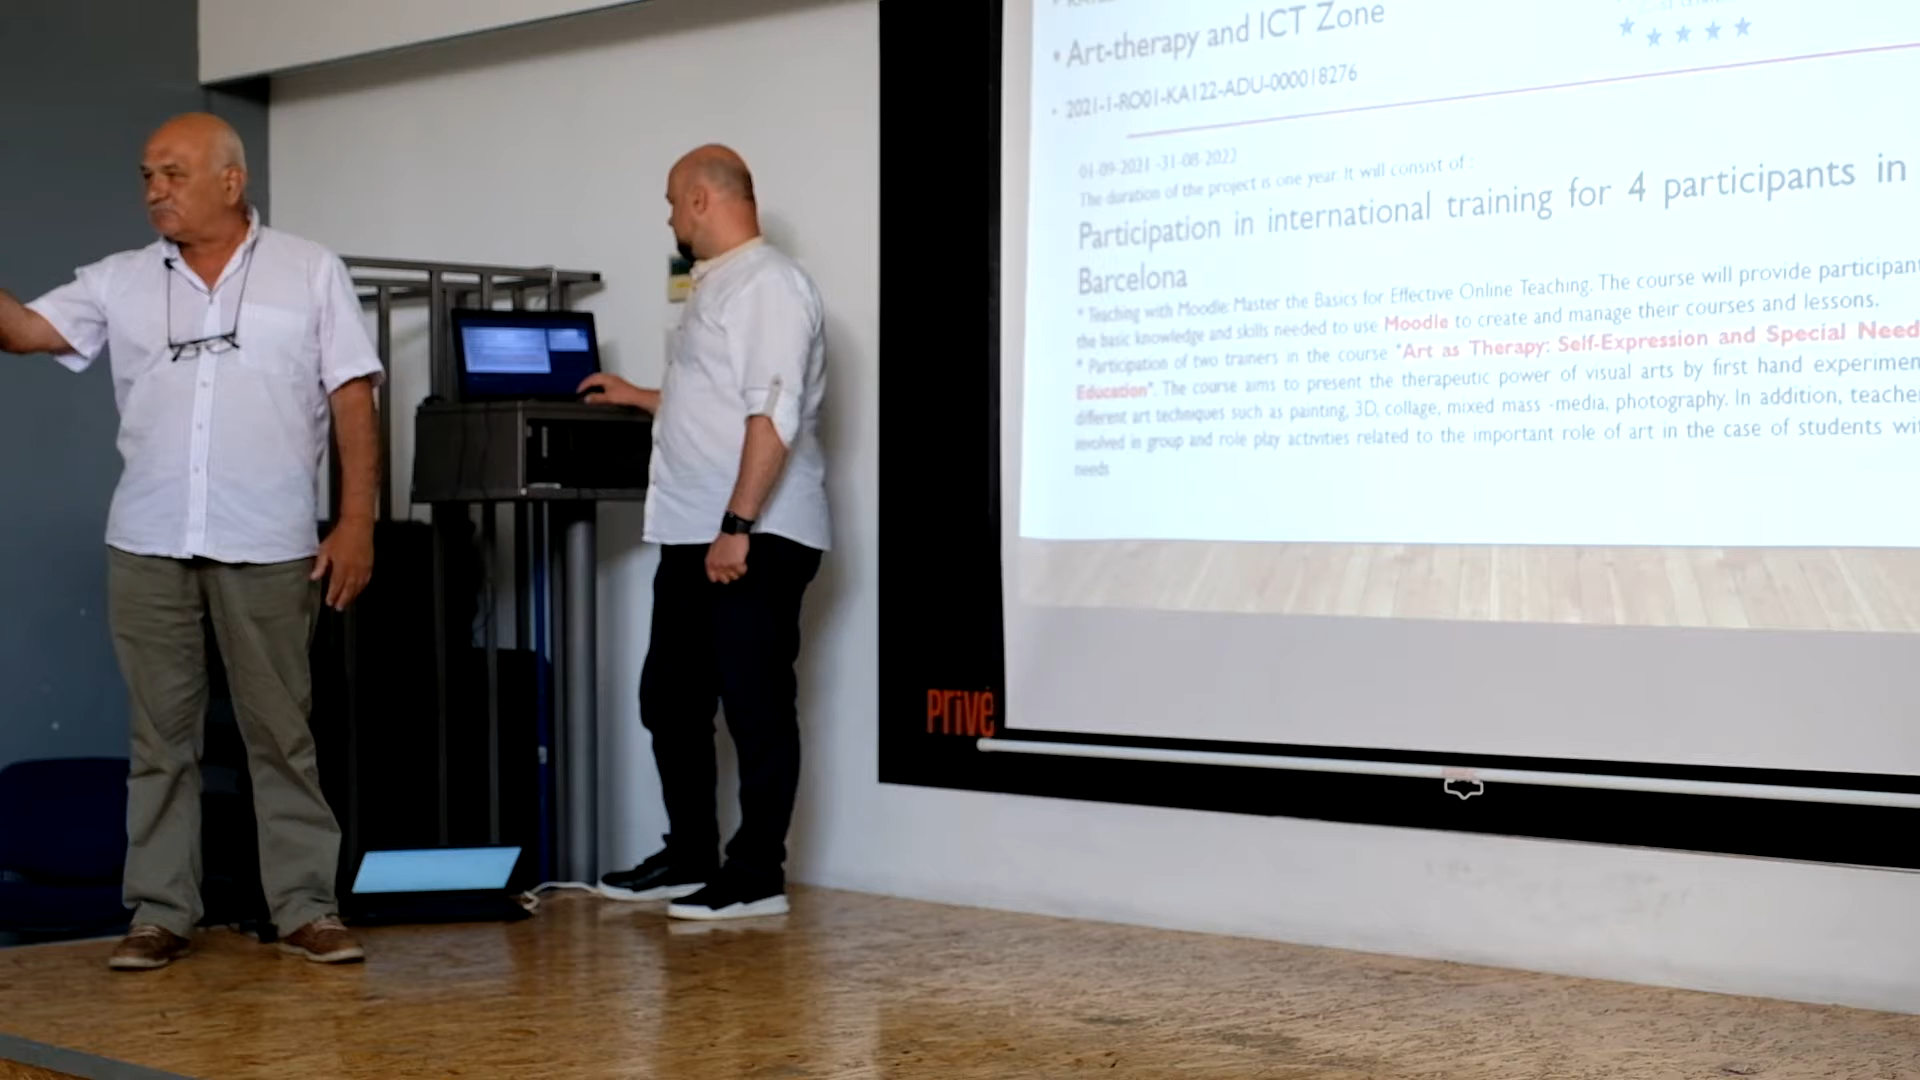 • Art-therapy and ICT Zone
• 2021-1-RO01-KA122-ADU-000018276
01-09-2021 -31-08-2022
The duration of the project is one year. It will consist of :
Participation in international training for 4 participants in
Barcelona
* Teaching with Moodle: Master the Basics for Effective Online Teaching. The course will provide participant
the basic knowledge and skills needed to use Moodle to create and manage their courses and lessons.
* Participation of two trainers in the course "Art as Therapy: Self-Expression and Special Need
Education". The course aims to present the therapeutic power of visual arts by first hand experimen
different art techniques such as painting, 3D, collage, mixed mass -media, photography. In addition, teache
involved in group and role play activities related to the important role of art in the case of students wi
needs
privé